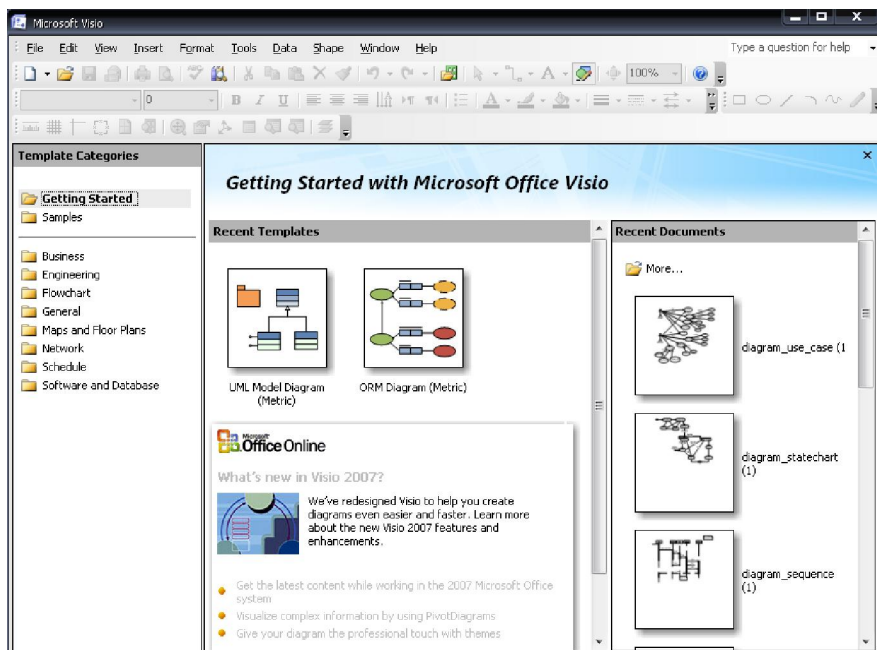 Microsoft Visio
File Edit View Insert Format Tools Data Shape Window Help
Type a question for help
100%
0
B I U
A
Template Categories
Getting Started
Samples
Business
Engineering
Flowchart
General
Maps and Floor Plans
Network
Schedule
Software and Database
Getting Started with Microsoft Office Visio
Recent Templates
UML Model Diagram
(Metric)
ORM Diagram (Metric)
Microsoft
Office Online
What's new in Visio 2007?
We've redesigned Visio to help you create
diagrams even easier and faster. Learn more
about the new Visio 2007 features and
enhancements.
Get the latest content while working in the 2007 Microsoft Office
system
Visualize complex information by using PivotDiagrams
Give your diagram the professional touch with themes
Recent Documents
More...
diagram_use_case (1
diagram_statechart
(1)
diagram_sequence
(1)